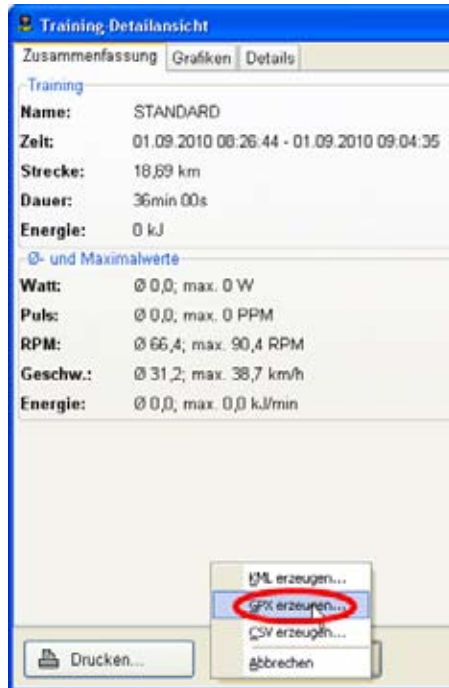 Training-Detailansicht
Zusammenfassung Grafiken Details
Training
Name: STANDARD
Zeit: 01.09.2010 08:26:44 - 01.09.2010 09:04:35
Strecke: 18,69 km
Dauer: 36min 00s
Energie: 0 kJ
Ø- und Maximalwerte
Watt: Ø 0,0; max. 0 W
Puls: Ø 0,0; max. 0 PPM
RPM: Ø 66,4; max. 90,4 RPM
Geschw.: Ø 31,2; max. 38,7 km/h
Energie: Ø 0,0; max. 0,0 kJ/min
KML erzeugen...
GPX erzeugen...
CSV erzeugen...
Abbrechen
Drucken...